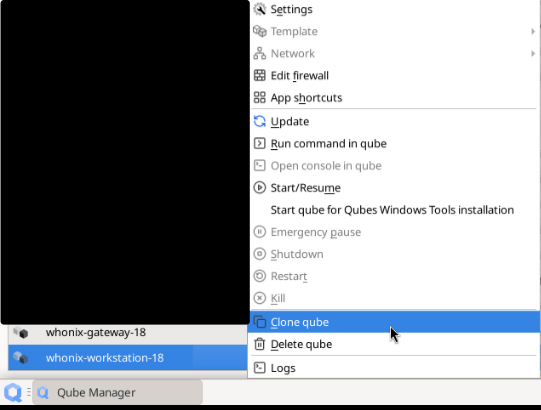 Settings
Template
Network
Edit firewall
App shortcuts
Update
Run command in qube
Open console in qube
Start/Resume
Start qube for Qubes Windows Tools installation
Emergency pause
Shutdown
Restart
Kill
Clone qube
Delete qube
Logs
whonix-gateway-18
whonix-workstation-18
Qube Manager